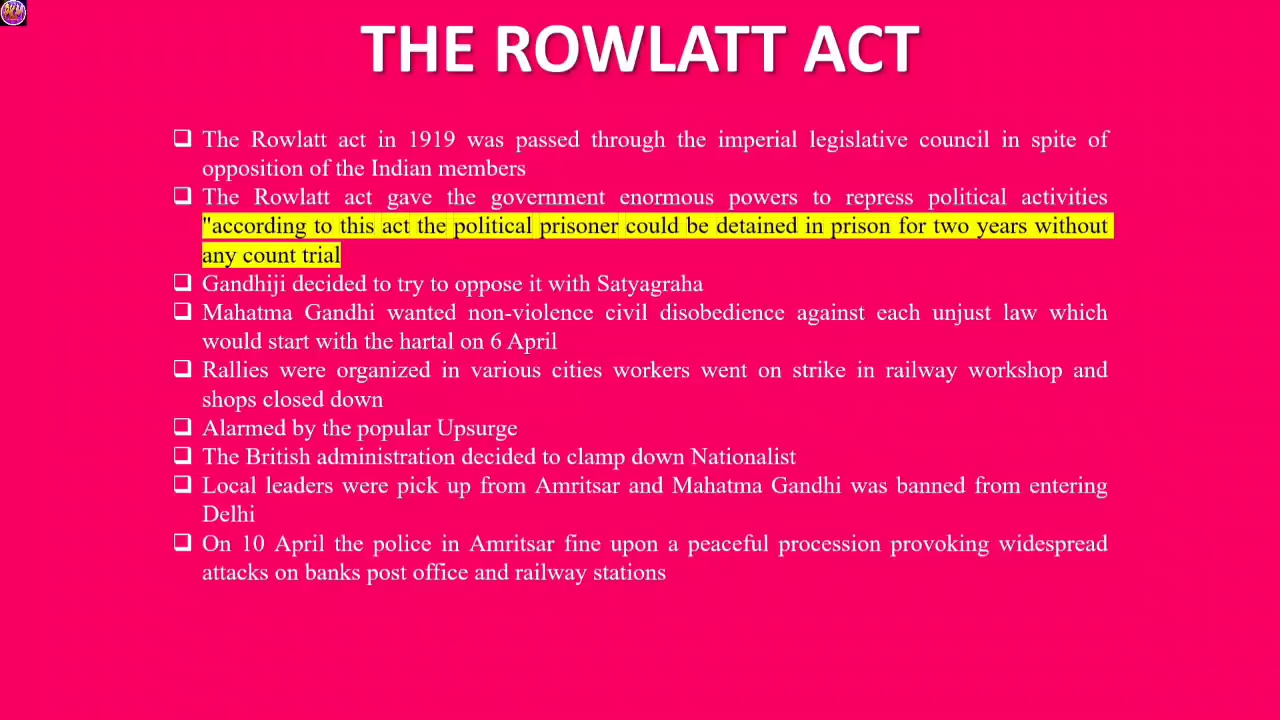 THE ROWLATT ACT
The Rowlatt act in 1919 was passed through the imperial legislative council in spite of
opposition of the Indian members
The Rowlatt act gave the government enormous powers to repress political activities
"according to this act the political prisoner could be detained in prison for two years without
any count trial
Gandhiji decided to try to oppose it with Satyagraha
Mahatma Gandhi wanted non-violence civil disobedience against each unjust law which
would start with the hartal on 6 April
Rallies were organized in various cities workers went on strike in railway workshop and
shops closed down
Alarmed by the popular Upsurge
The British administration decided to clamp down Nationalist
Local leaders were pick up from Amritsar and Mahatma Gandhi was banned from entering
Delhi
On 10 April the police in Amritsar fine upon a peaceful procession provoking widespread
attacks on banks post office and railway stations